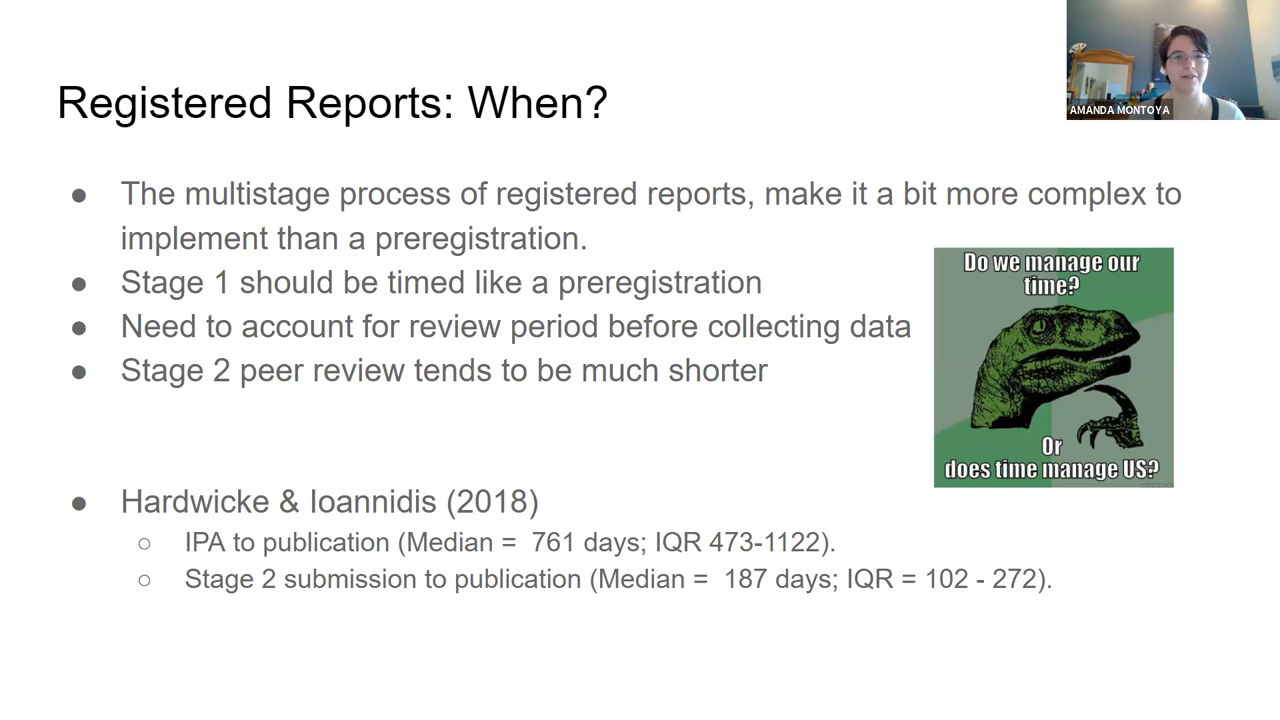 AMANDA MONTOYA
Registered Reports: When?
● The multistage process of registered reports, make it a bit more complex to
implement than a preregistration.
● Stage 1 should be timed like a preregistration
● Need to account for review period before collecting data
● Stage 2 peer review tends to be much shorter
Do we manage our
time?
Or
does time manage US?
● Hardwicke & Ioannidis (2018)
○ IPA to publication (Median = 761 days; IQR 473-1122).
○ Stage 2 submission to publication (Median = 187 days; IQR = 102 - 272).